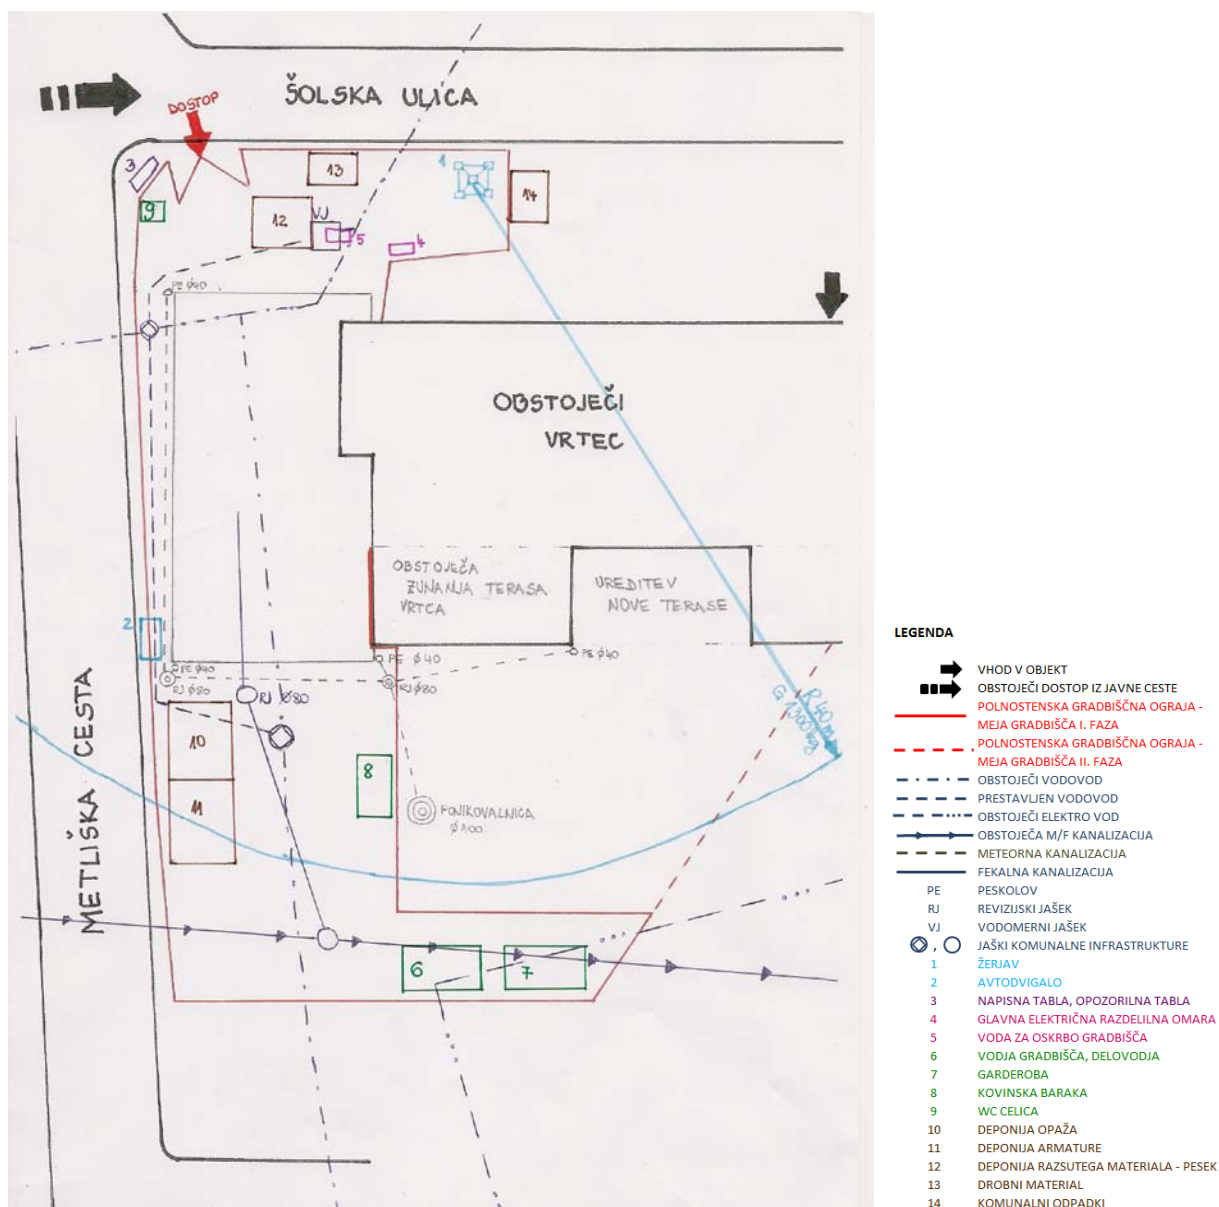 ŠOLSKA ULICA
DOSTOP
3
13
1
14
9
12
VJ
5
4
PE Ø40
OBSTOJEČI
VRTEC
OBSTOJEČA
ZUNANJA TERASA
VRTCA
UREDITEV
NOVE TERASE
2
PE Ø40
PE Ø40
PE Ø40
RJ Ø80
RJ Ø80
RJ Ø80
R 40m
G 1300kg
METLIŠKA CESTA
10
8
11
PONIKOVALNICA
Ø100
6
7
LEGENDA
VHOD V OBJEKT
OBSTOJEČI DOSTOP IZ JAVNE CESTE
POLNOSTENSKA GRADBIŠČNA OGRAJA -
MEJA GRADBIŠČA I. FAZA
POLNOSTENSKA GRADBIŠČNA OGRAJA -
MEJA GRADBIŠČA II. FAZA
OBSTOJEČI VODOVOD
PRESTAVLJEN VODOVOD
OBSTOJEČI ELEKTRO VOD
OBSTOJEČA M/F KANALIZACIJA
METEORNA KANALIZACIJA
FEKALNA KANALIZACIJA
PE PESKOLOV
RJ REVIZIJSKI JAŠEK
VJ VODOMERNI JAŠEK
, JAŠKI KOMUNALNE INFRASTRUKTURE
1 ŽERJAV
2 AVTODVIGALO
3 NAPISNA TABLA, OPOZORILNA TABLA
4 GLAVNA ELEKTRIČNA RAZDELILNA OMARA
5 VODA ZA OSKRBO GRADBIŠČA
6 VODJA GRADBIŠČA, DELOVODJA
7 GARDEROBA
8 KOVINSKA BARAKA
9 WC CELICA
10 DEPONIJA OPAŽA
11 DEPONIJA ARMATURE
12 DEPONIJA RAZSUTEGA MATERIALA - PESEK
13 DROBNI MATERIAL
14 KOMUNALNI ODPADKI